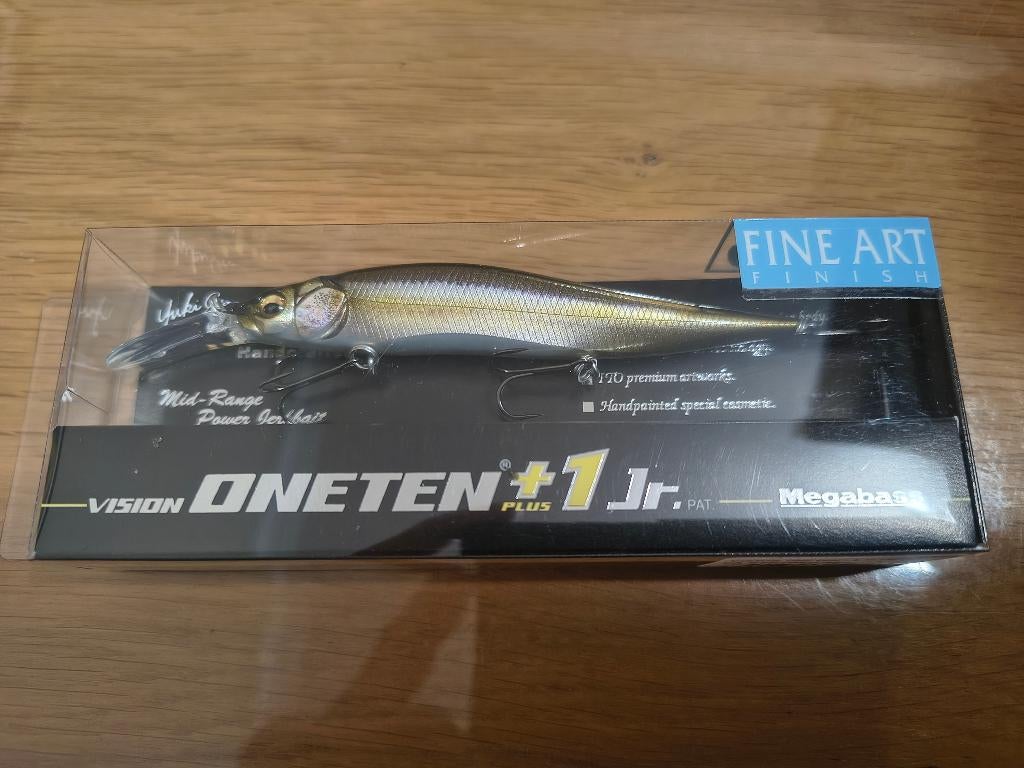 FINE ART
FINISH
Yuki
ITO premium artworks.
Mid-Range
Handpainted special cosmetic.
Power Jerkbait
VISION ONETEN® +1 Jr. PAT. Megabass
PLUS